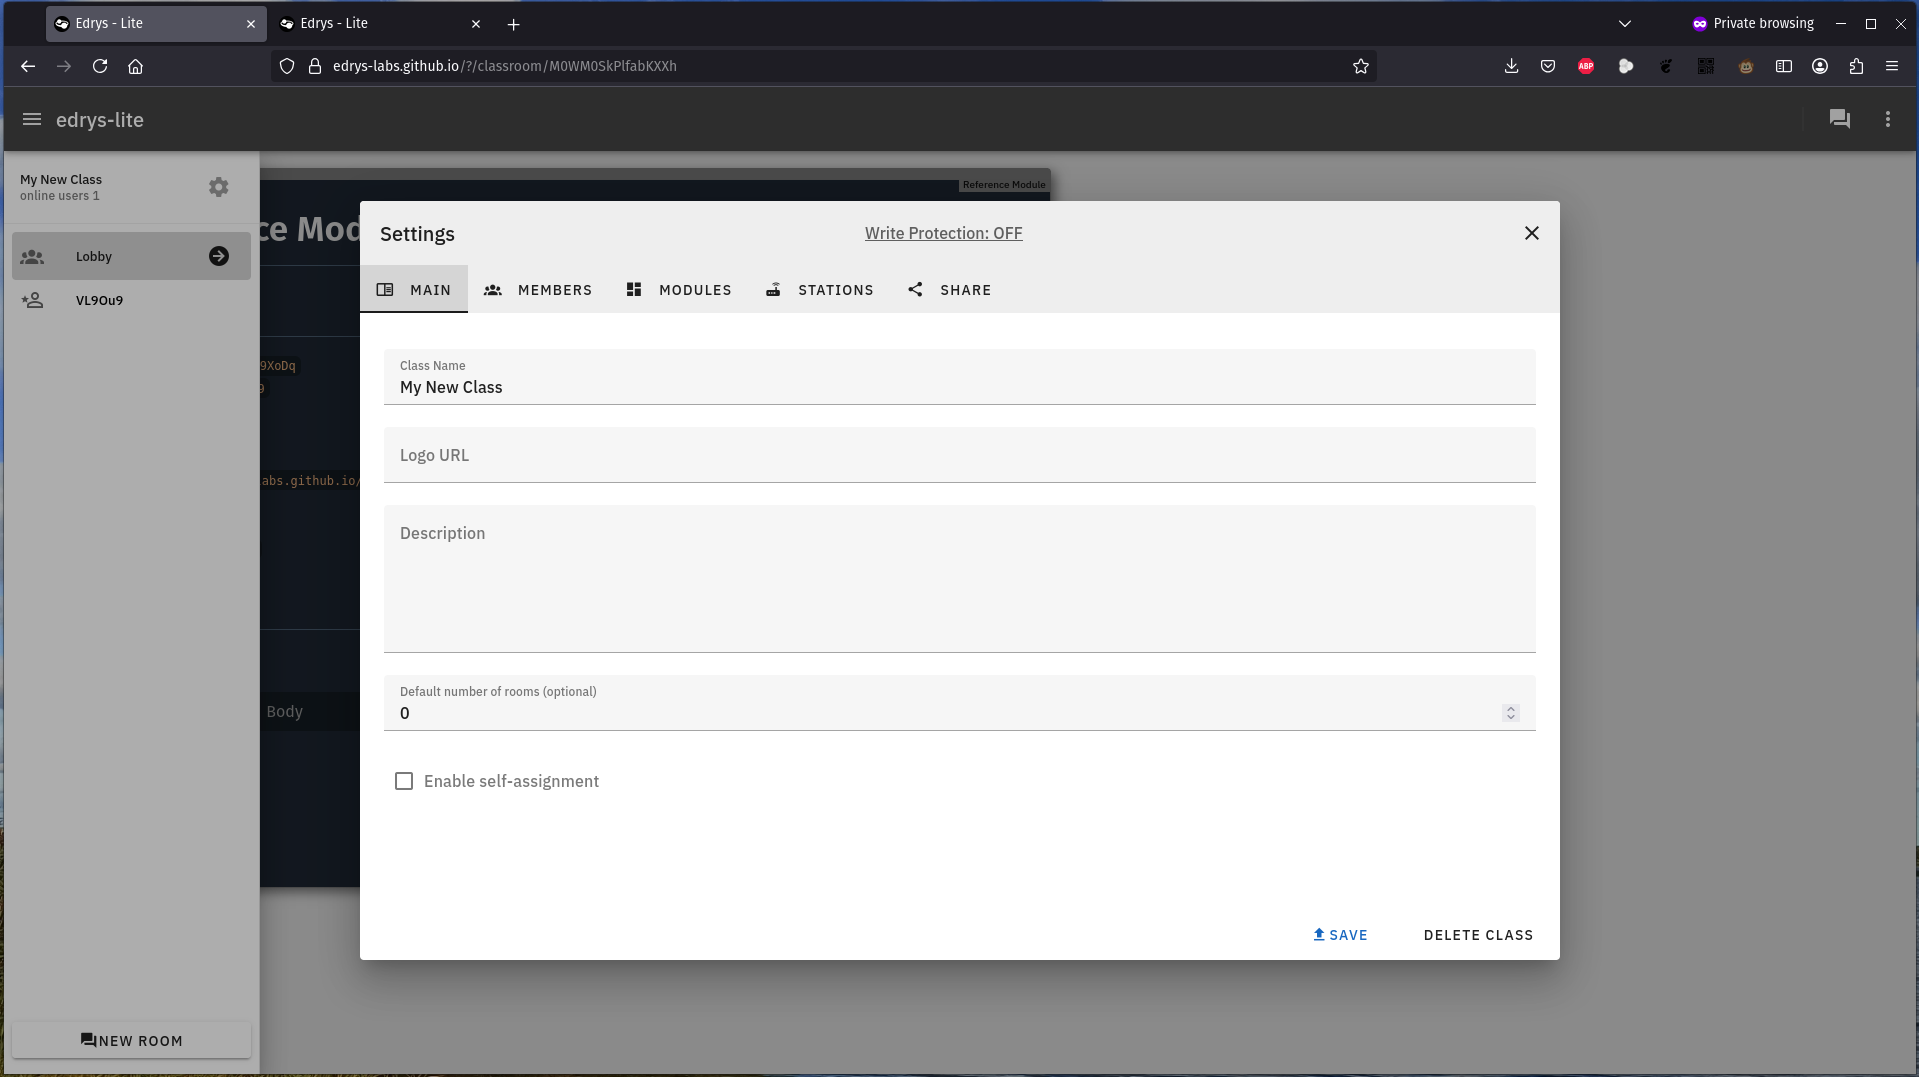 Edrys - Lite
Edrys - Lite
Private browsing
edrys-labs.github.io/?/classroom/M0WM0SkPlfabKXXh
ABP
edrys-lite
My New Class
online users 1
Lobby
VL9Ou9
NEW ROOM
Reference Module
ce Mod
9XoDq
9
labs.github.io/
Body
Settings
Write Protection: OFF
MAIN
MEMBERS
MODULES
STATIONS
SHARE
Class Name
My New Class
Logo URL
Description
Default number of rooms (optional)
0
Enable self-assignment
SAVE
DELETE CLASS